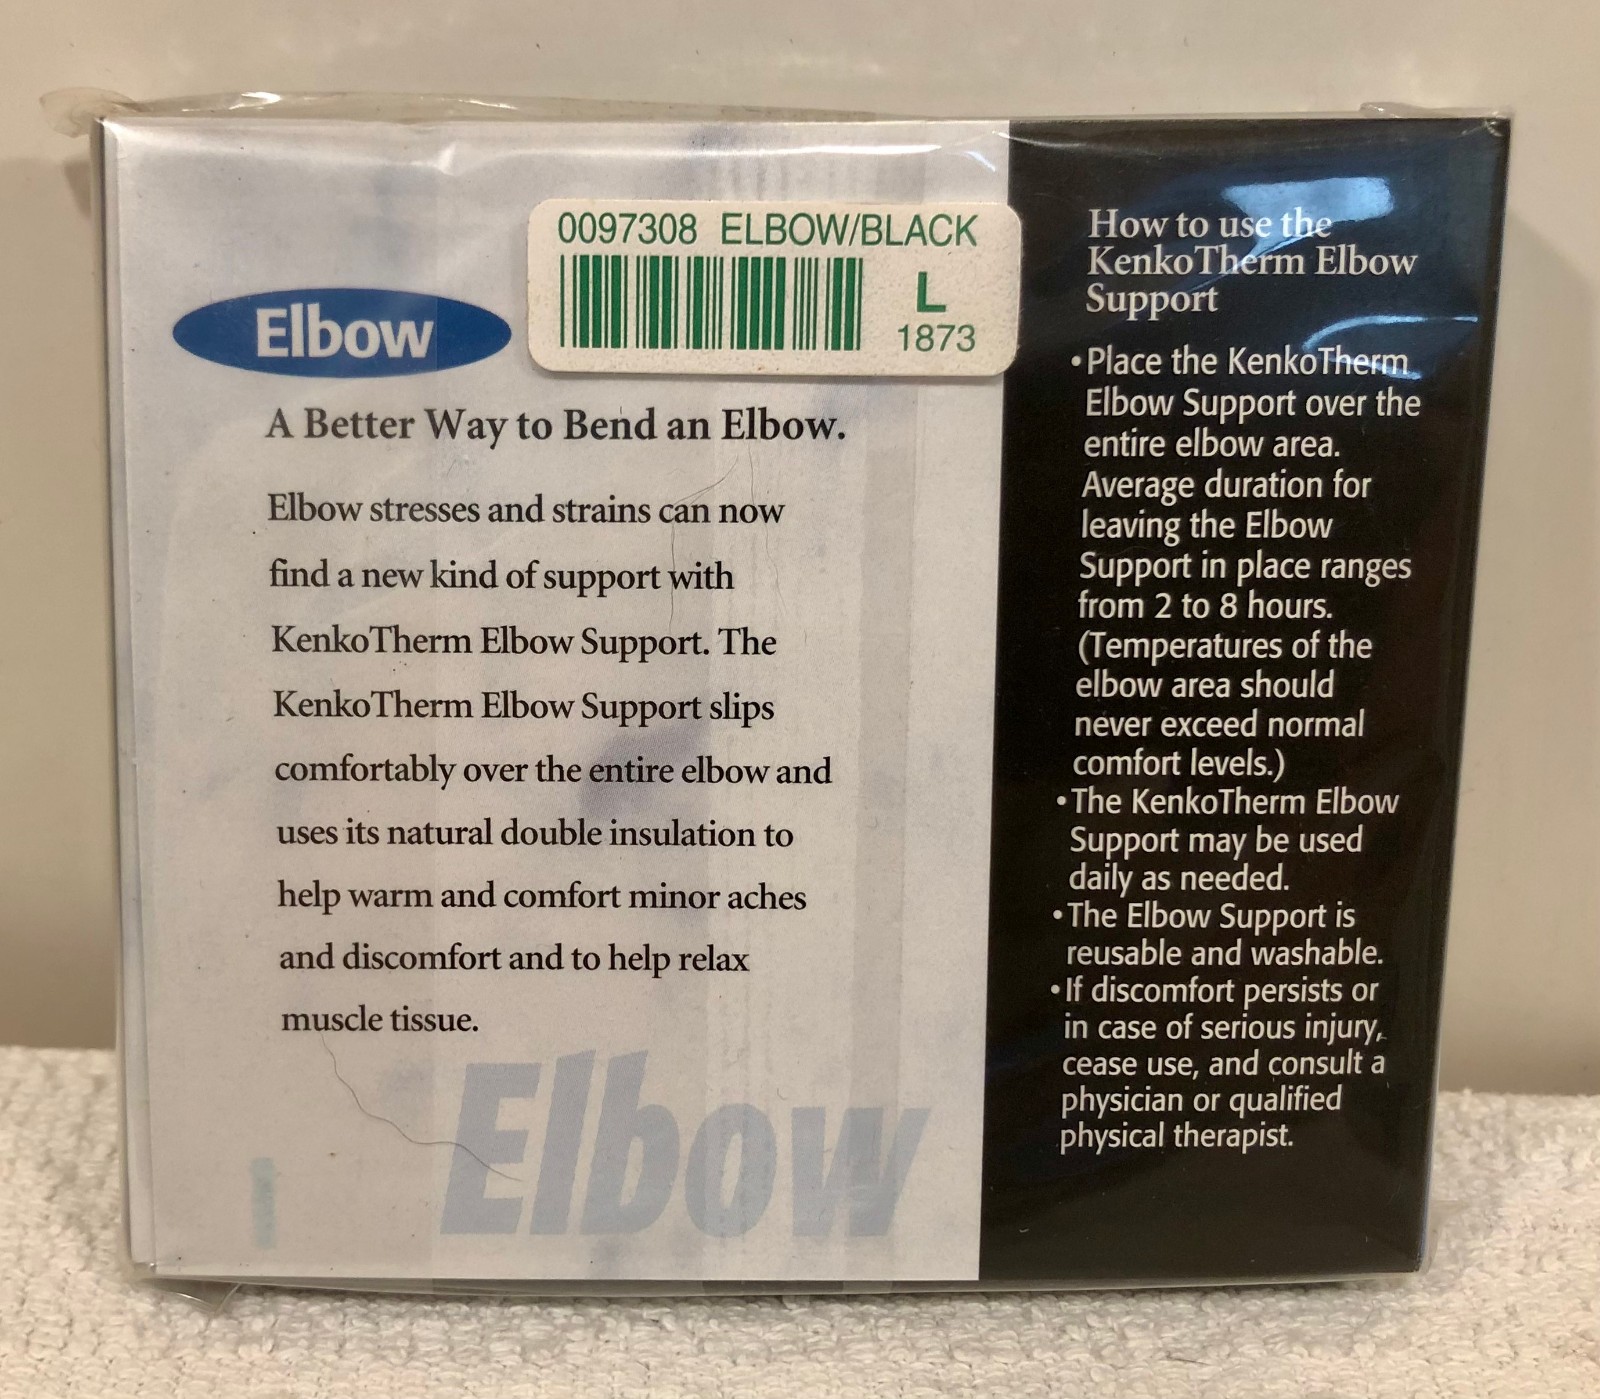 0097308 ELBOW/BLACK
L
1873
Elbow
A Better Way to Bend an Elbow.
Elbow stresses and strains can now
find a new kind of support with
KenkoTherm Elbow Support. The
KenkoTherm Elbow Support slips
comfortably over the entire elbow and
uses its natural double insulation to
help warm and comfort minor aches
and discomfort and to help relax
muscle tissue.
Elbow
How to use the
KenkoTherm Elbow
Support
•Place the KenkoTherm
Elbow Support over the
entire elbow area.
Average duration for
leaving the Elbow
Support in place ranges
from 2 to 8 hours.
(Temperatures of the
elbow area should
never exceed normal
comfort levels.)
•The KenkoTherm Elbow
Support may be used
daily as needed.
•The Elbow Support is
reusable and washable.
•If discomfort persists or
in case of serious injury,
cease use, and consult a
physician or qualified
physical therapist.